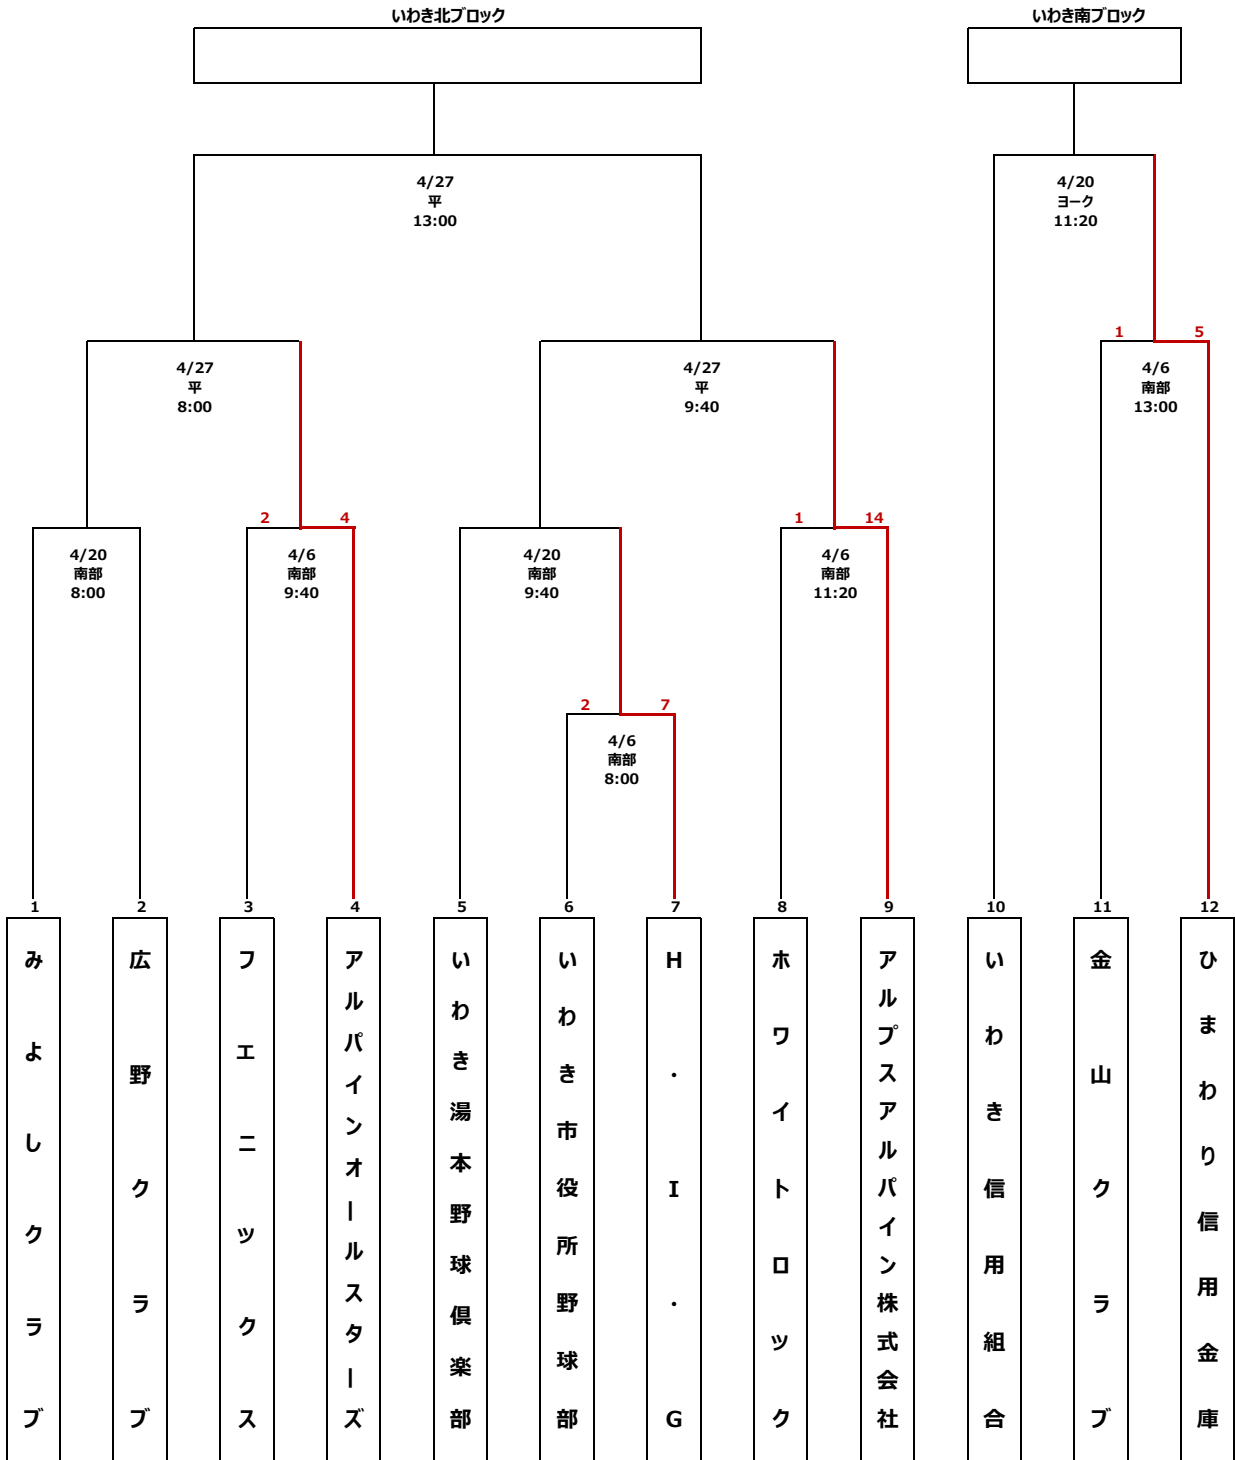 いわき北ブロック
いわき南ブロック
4/27
平
13:00
4/20
ヨーク
11:20
1 5
4/27
平
8:00
4/27
平
9:40
4/6
南部
13:00
2 4
1 14
4/20
南部
8:00
4/6
南部
9:40
4/20
南部
9:40
4/6
南部
11:20
2 7
4/6
南部
8:00
1 2 3 4 5 6 7 8 9 10 11 12
みよしクラブ
広野クラブ
フエニックス
アルパインオールスターズ
いわき湯本野球倶楽部
いわき市役所野球部
H・I・G
ホワイトロック
アルプスアルパイン株式会社
いわき信用組合
金山クラブ
ひまわり信用金庫